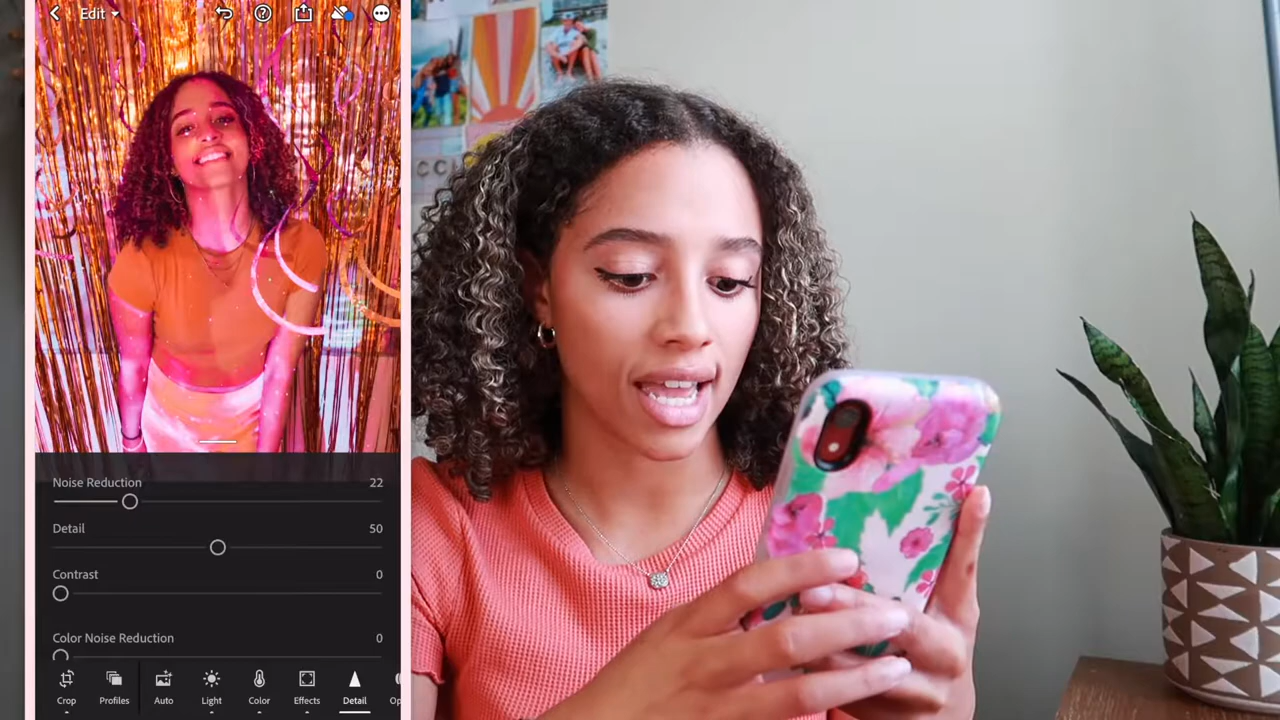 Edit
Noise Reduction 22
Detail 50
Contrast 0
Color Noise Reduction 0
Crop Profiles Auto Light Color Effects Detail